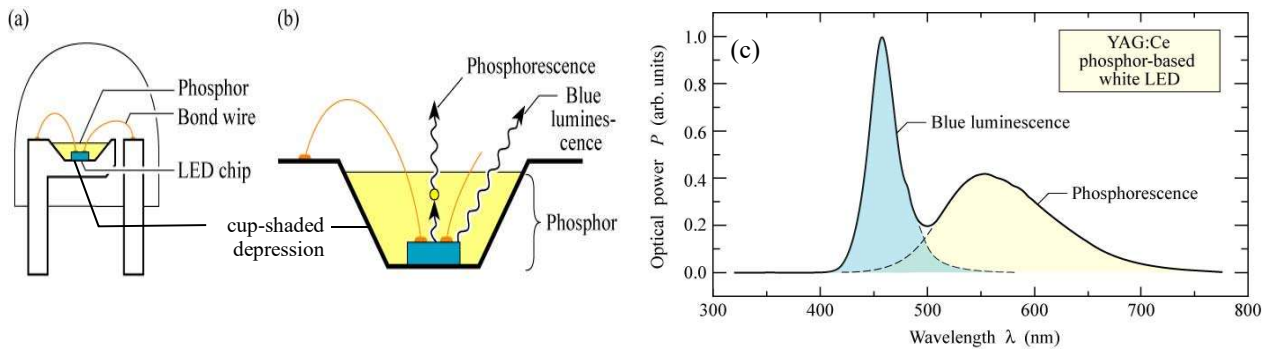 (a)
Phosphor
Bond wire
LED chip
cup-shaded
depression
(b)
Phosphorescence
Blue
lumines-
cence
Phosphor
(c)
YAG:Ce
phosphor-based
white LED
Blue luminescence
Phosphorescence
Optical power P (arb. units)
1.0
0.8
0.6
0.4
0.2
0.0
300
400
500
600
700
800
Wavelength λ (nm)